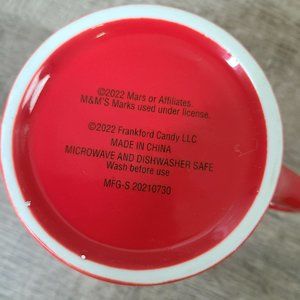 ©2022 Mars or Affiliates.
M&M'S Marks used under license.
©2022 Frankford Candy LLC
MADE IN CHINA
MICROWAVE AND DISHWASHER SAFE
Wash before use
MFG-S 20210730